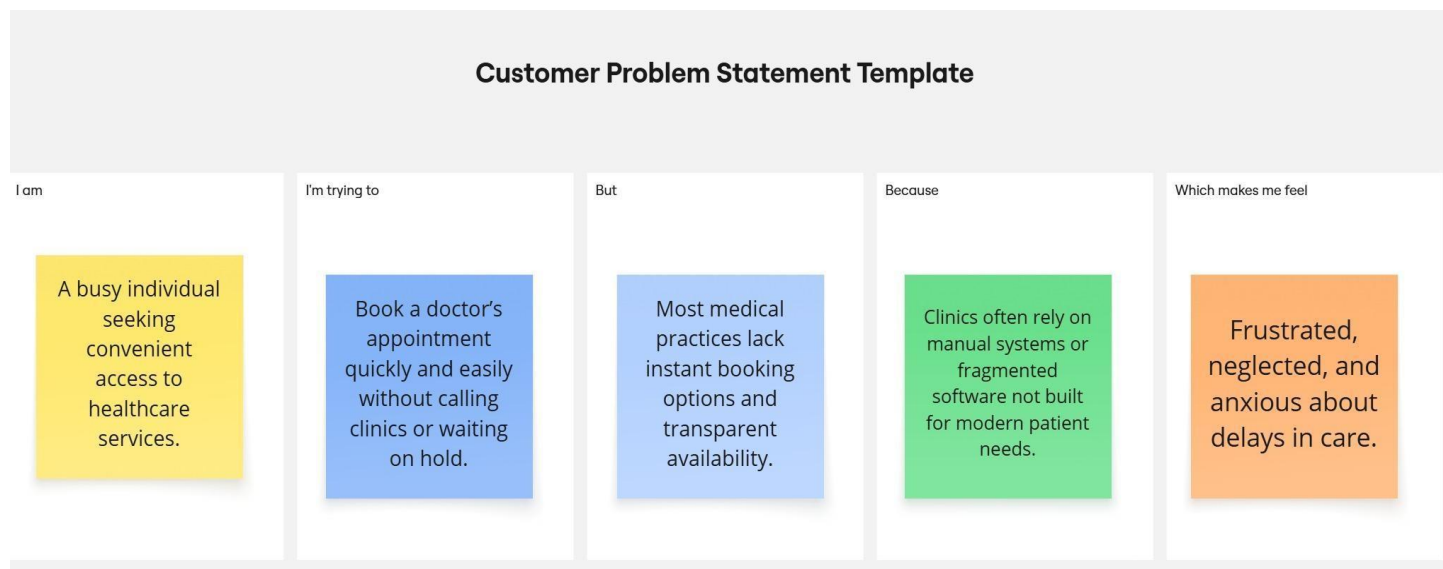 Customer Problem Statement Template
I am
A busy individual
seeking
convenient
access to
healthcare
services.
I'm trying to
Book a doctor’s
appointment
quickly and easily
without calling
clinics or waiting
on hold.
But
Most medical
practices lack
instant booking
options and
transparent
availability.
Because
Clinics often rely on
manual systems or
fragmented
software not built
for modern patient
needs.
Which makes me feel
Frustrated,
neglected, and
anxious about
delays in care.